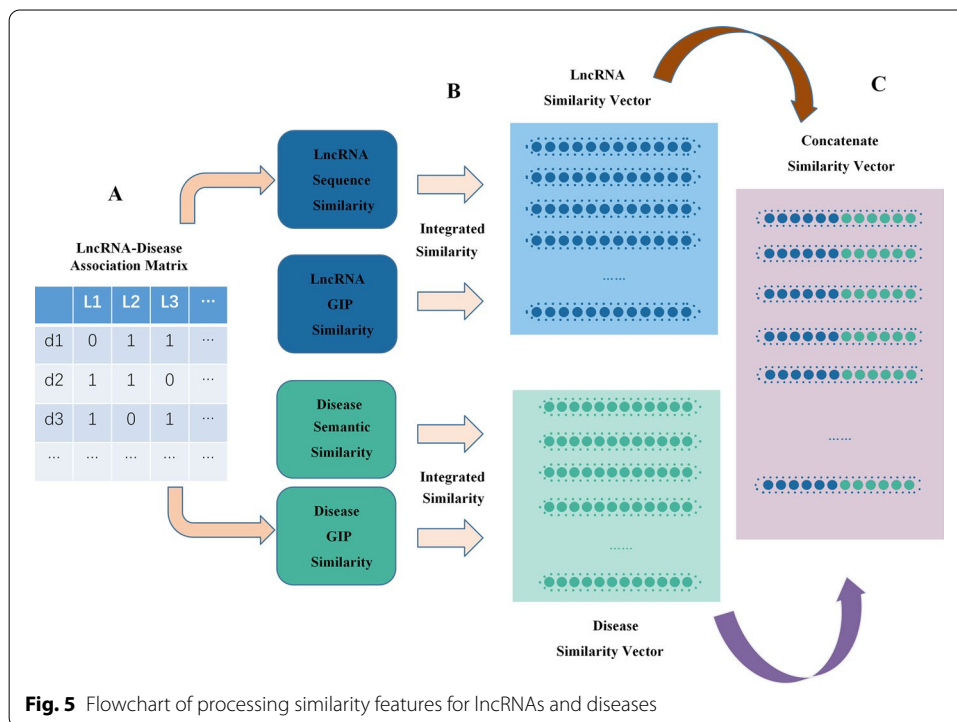 A
LncRNA-Disease
Association Matrix
L1 L2 L3 ...
d1 0 1 1 ...
d2 1 1 0 ...
d3 1 0 1 ...
... ... ... ... ...
LncRNA
Sequence
Similarity
LncRNA
GIP
Similarity
Disease
Semantic
Similarity
Disease
GIP
Similarity
B
Integrated
Similarity
Integrated
Similarity
LncRNA
Similarity Vector
......
......
Disease
Similarity Vector
C
Concatenate
Similarity Vector
......
Fig. 5 Flowchart of processing similarity features for lncRNAs and diseases